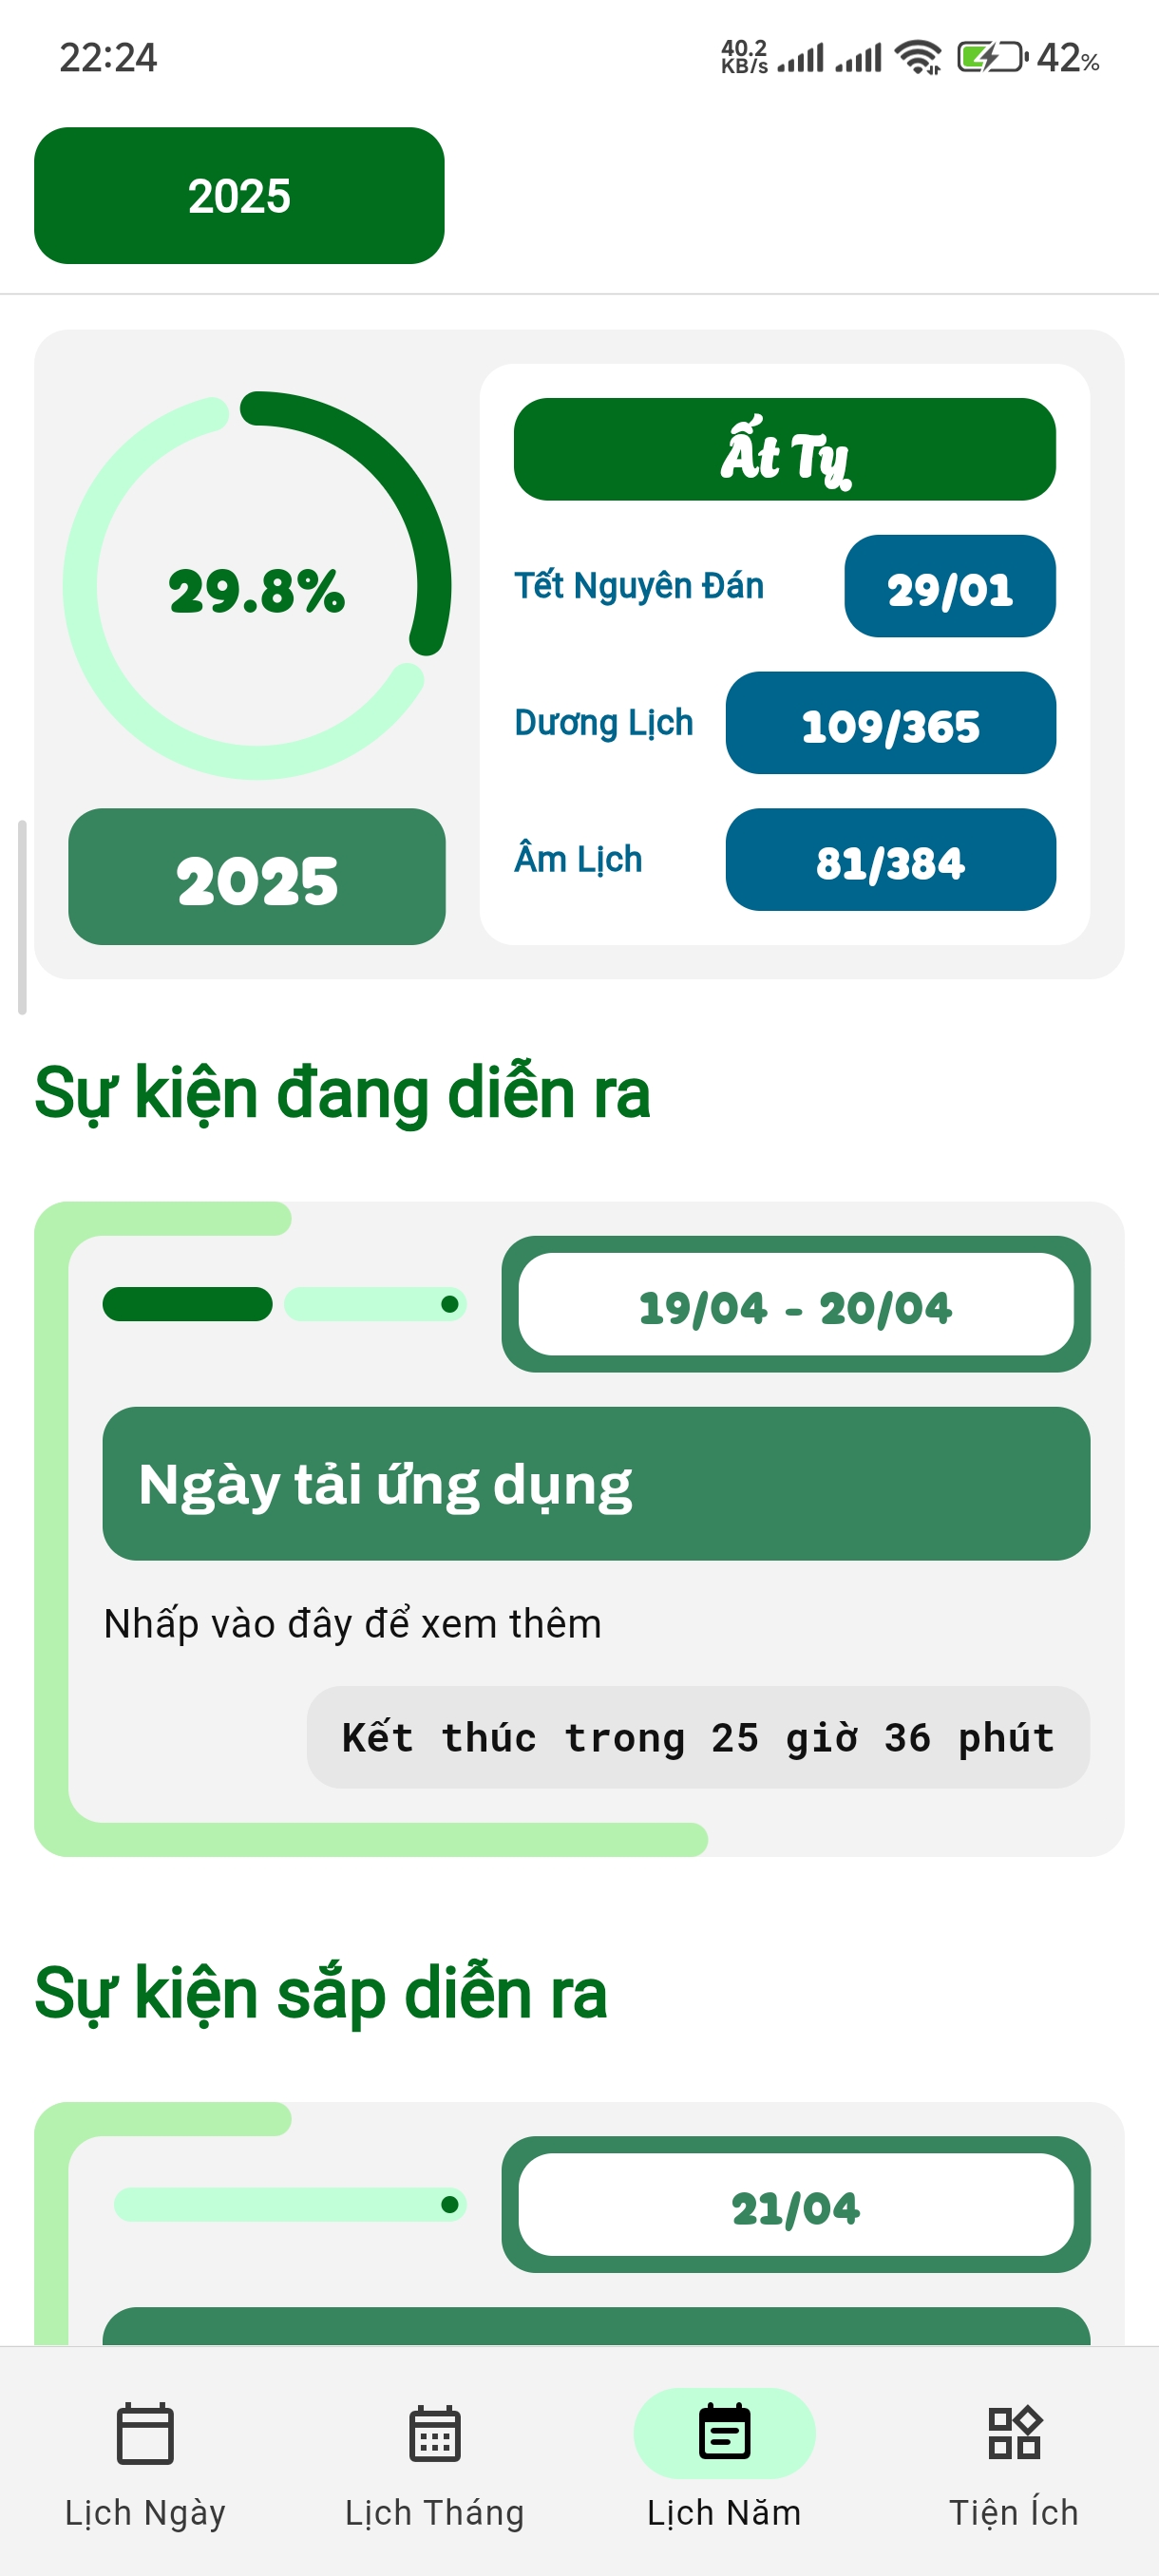 22:24
40.2
KB/s
42%
2025
29.8%
2025
Ất Tỵ
Tết Nguyên Đán
29/01
Dương Lịch
109/365
Âm Lịch
81/384
Sự kiện đang diễn ra
19/04 - 20/04
Ngày tải ứng dụng
Nhấp vào đây để xem thêm
Kết thúc trong 25 giờ 36 phút
Sự kiện sắp diễn ra
21/04
Lịch Ngày
Lịch Tháng
Lịch Năm
Tiện Ích